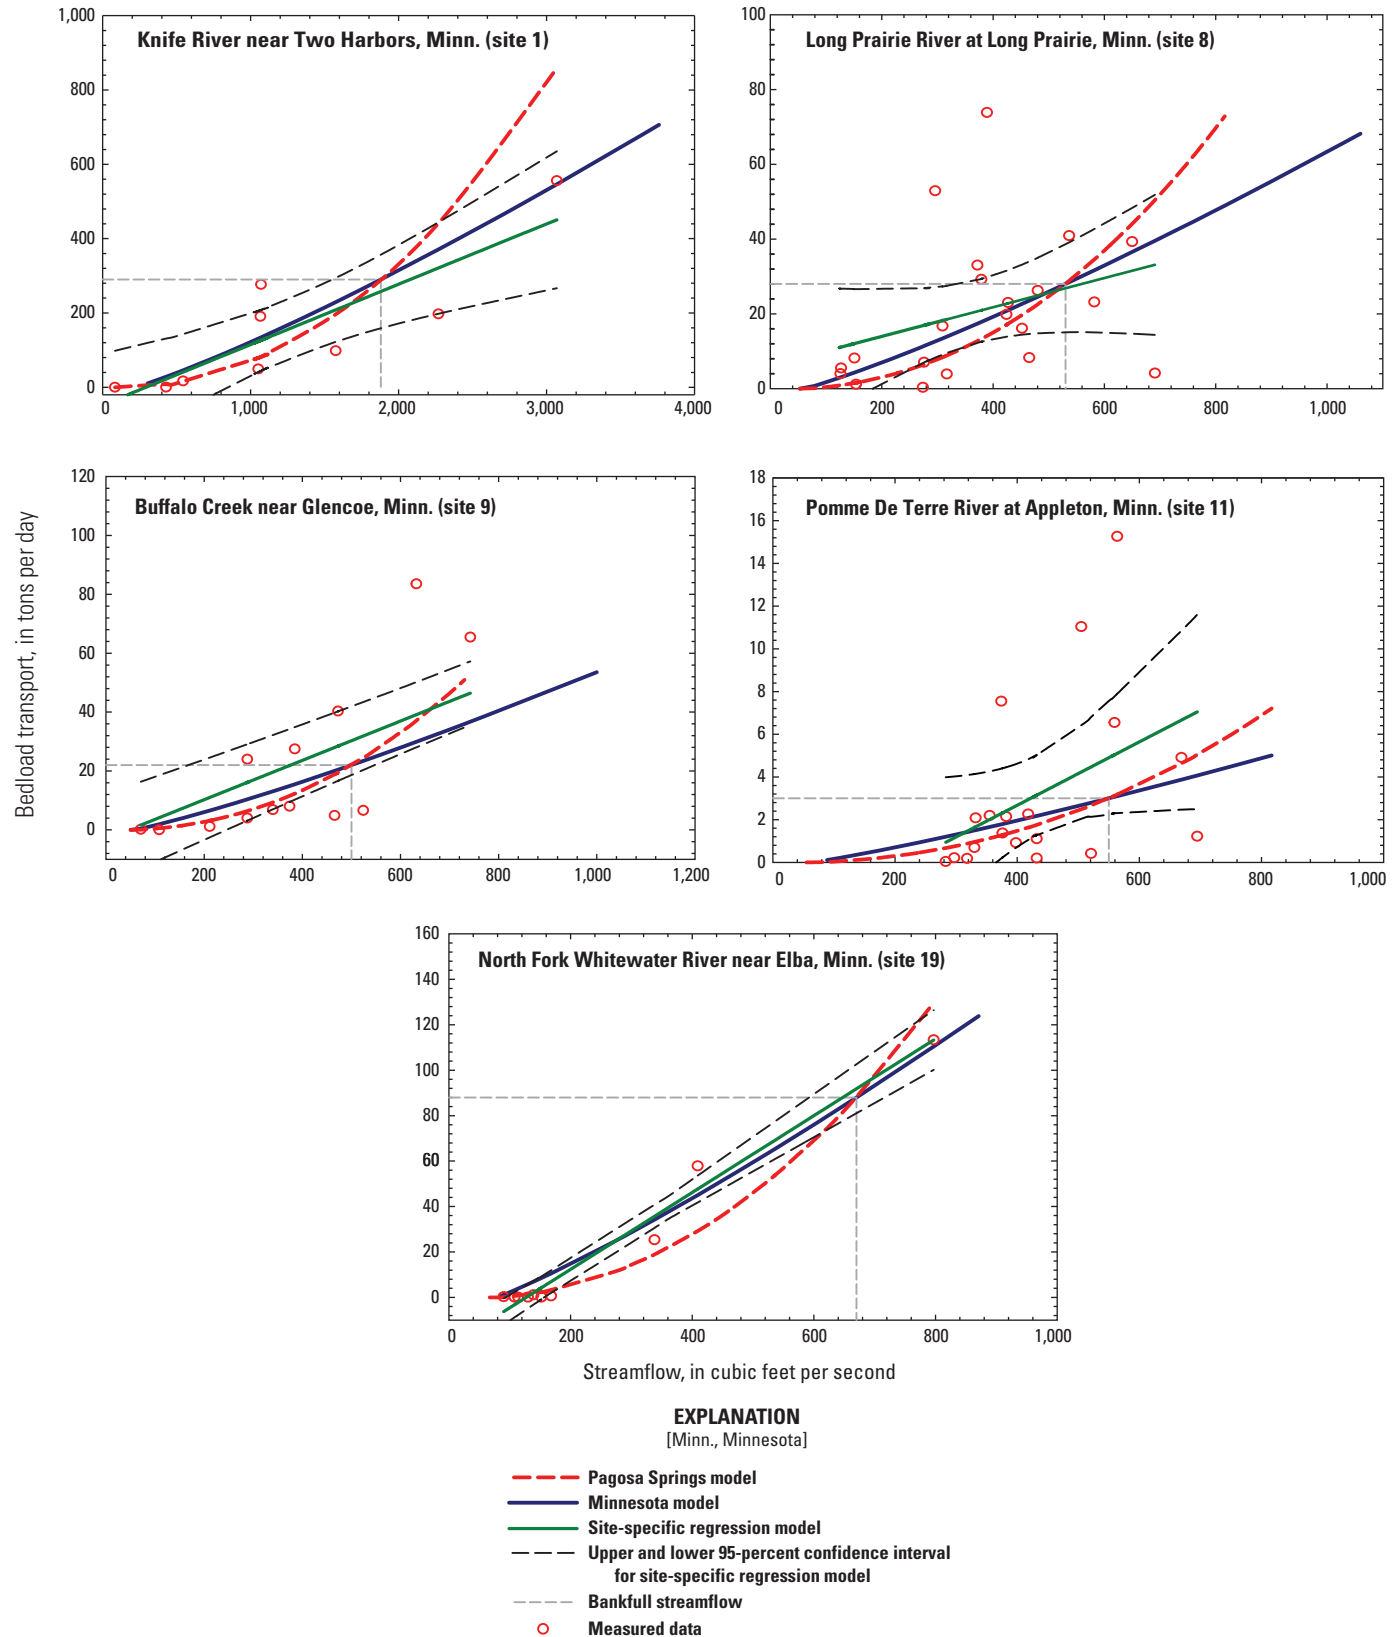 Knife River near Two Harbors, Minn. (site 1)
1,000
800
600
400
200
0
0 1,000 2,000 3,000 4,000
Long Prairie River at Long Prairie, Minn. (site 8)
100
80
60
40
20
0
200 400 600 800 1,000
Bedload transport, in tons per day
Buffalo Creek near Glencoe, Minn. (site 9)
120
100
80
60
40
20
0
0 200 400 600 800 1,000 1,200
Pomme De Terre River at Appleton, Minn. (site 11)
18
16
14
12
10
8
6
4
2
0
0 200 400 600 800 1,000
North Fork Whitewater River near Elba, Minn. (site 19)
160
140
120
100
80
60
40
20
0
0 200 400 600 800 1,000
Streamflow, in cubic feet per second
EXPLANATION
[Minn., Minnesota]
Pagosa Springs model
Minnesota model
Site-specific regression model
Upper and lower 95-percent confidence interval
for site-specific regression model
Bankfull streamflow
Measured data